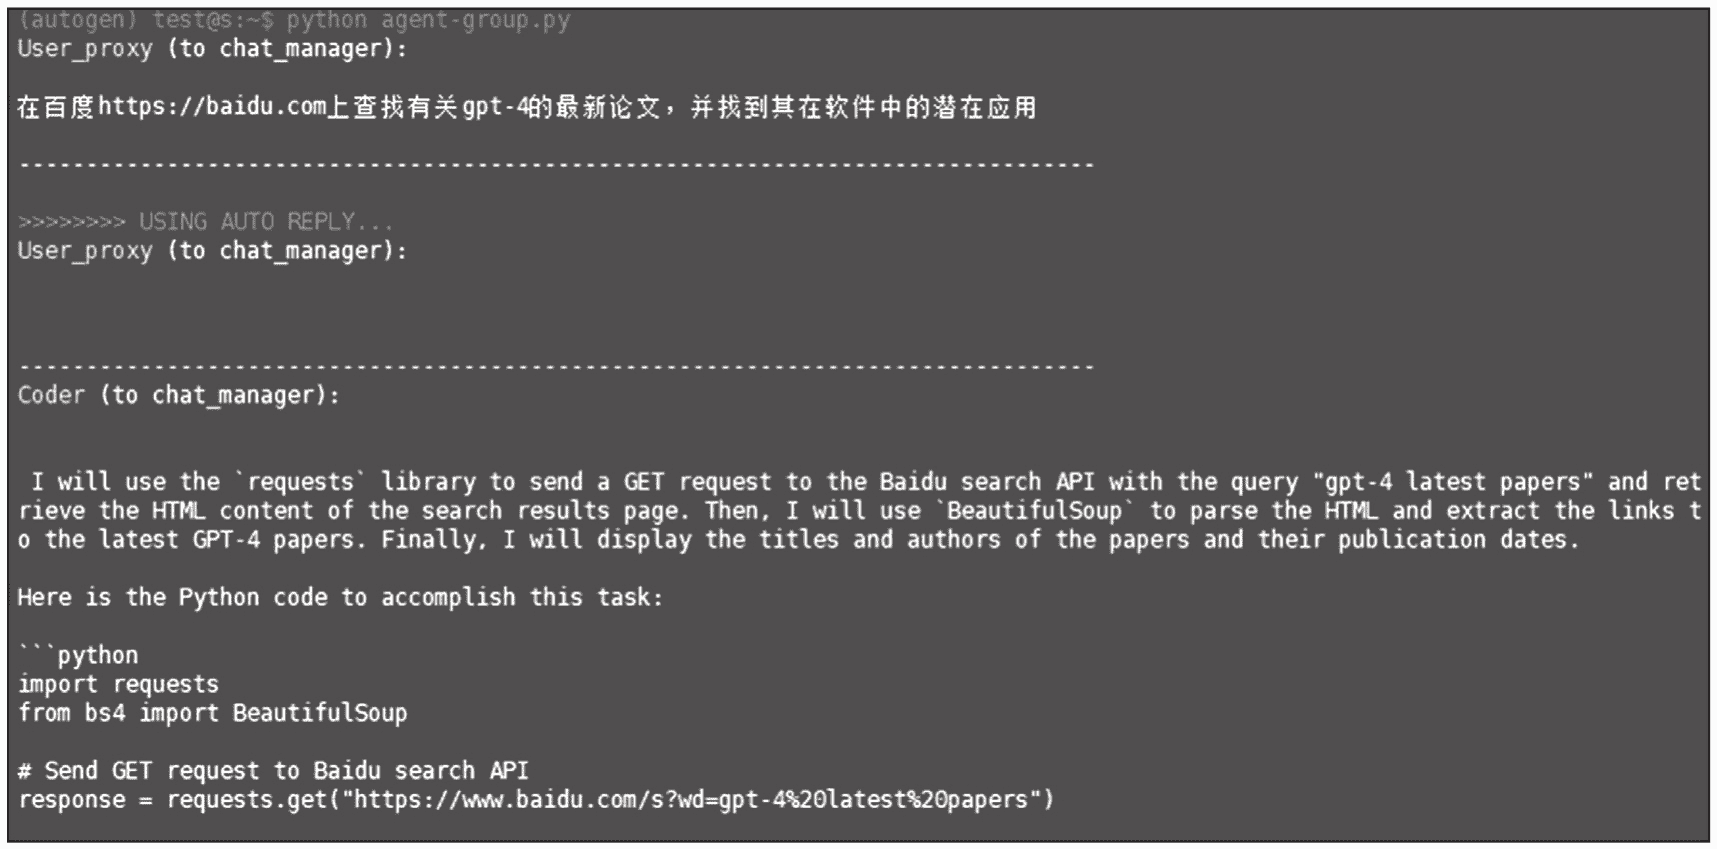 (autogen) test@s:~$ python agent-group.py
User_proxy (to chat_manager):
在百度https://baidu.com上查找有关gpt-4的最新论文，并找到其在软件中的潜在应用
--------------------------------------------------------------------------------
>>>>>>>> USING AUTO REPLY...
User_proxy (to chat_manager):
--------------------------------------------------------------------------------
Coder (to chat_manager):
I will use the `requests` library to send a GET request to the Baidu search API with the query "gpt-4 latest papers" and ret
rieve the HTML content of the search results page. Then, I will use `BeautifulSoup` to parse the HTML and extract the links t
o the latest GPT-4 papers. Finally, I will display the titles and authors of the papers and their publication dates.
Here is the Python code to accomplish this task:
```python
import requests
from bs4 import BeautifulSoup
# Send GET request to Baidu search API
response = requests.get("https://www.baidu.com/s?wd=gpt-4%20latest%20papers")